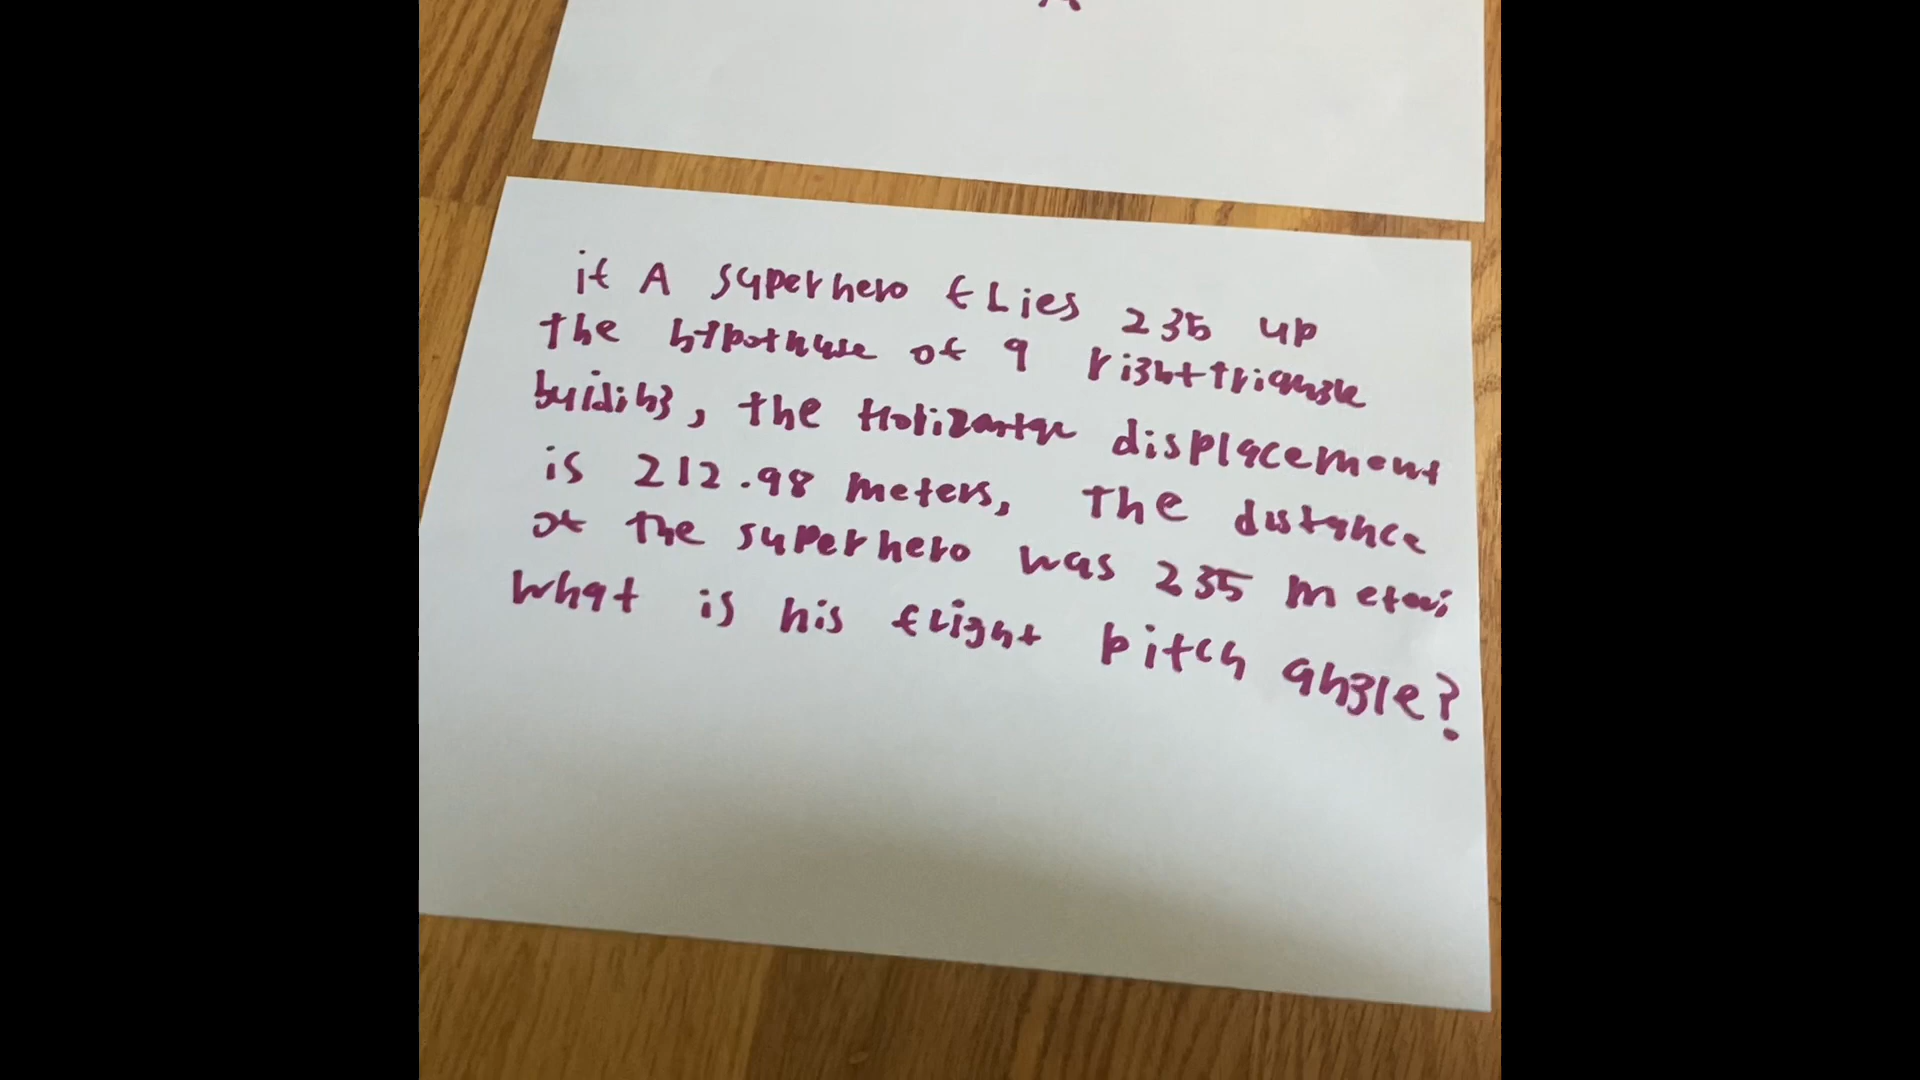 A
if A superhero flies 235 up
the hypothuse of a right triangle
building, the Horizontal displacement
is 212.98 meters, The distance
of the superhero was 235 meters
What is his flight pitch angle?